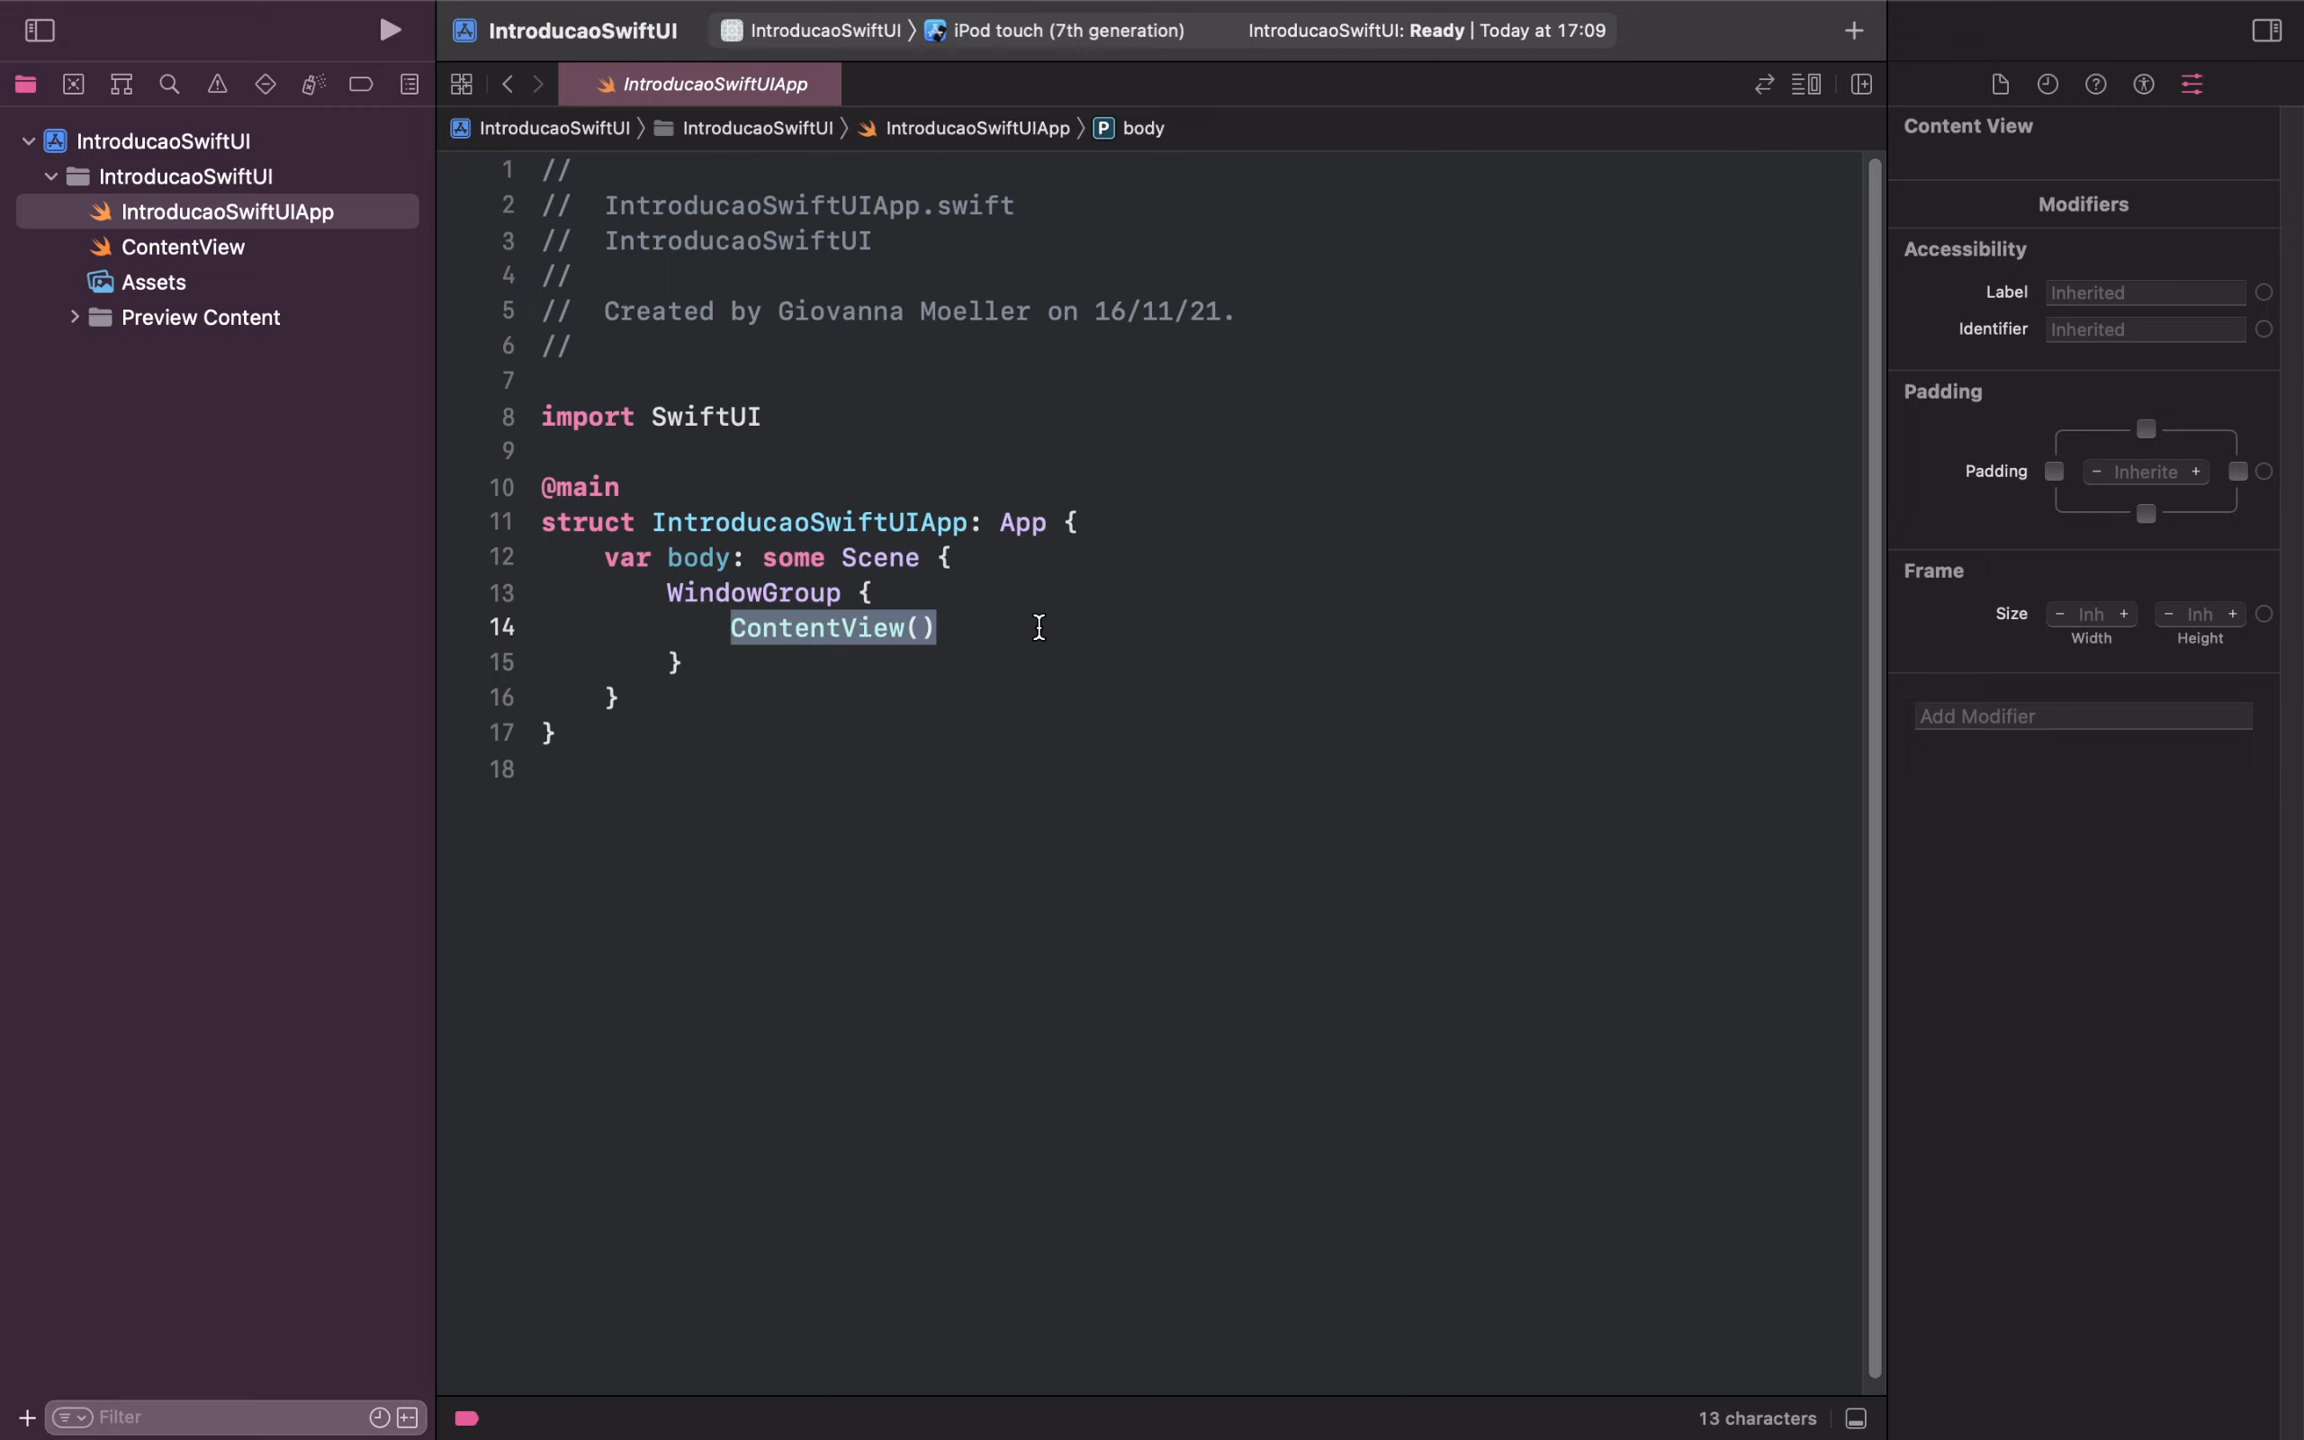 IntroducaoSwiftUI
IntroducaoSwiftUI
iPod touch (7th generation)
IntroducaoSwiftUI: Ready | Today at 17:09
IntroducaoSwiftUIApp
IntroducaoSwiftUI
IntroducaoSwiftUI
IntroducaoSwiftUIApp
P
body
IntroducaoSwiftUI
IntroducaoSwiftUI
IntroducaoSwiftUIApp
ContentView
Assets
Preview Content
Filter
1 //
2 //  IntroducaoSwiftUIApp.swift
3 //  IntroducaoSwiftUI
4 //
5 //  Created by Giovanna Moeller on 16/11/21.
6 //
7
8 import SwiftUI
9
10 @main
11 struct IntroducaoSwiftUIApp: App {
12     var body: some Scene {
13         WindowGroup {
14             ContentView()
15         }
16     }
17 }
18
13 characters
Content View
Modifiers
Accessibility
Label Inherited
Identifier Inherited
Padding
Padding - Inherite +
Frame
Size - Inh + - Inh +
Width Height
Add Modifier